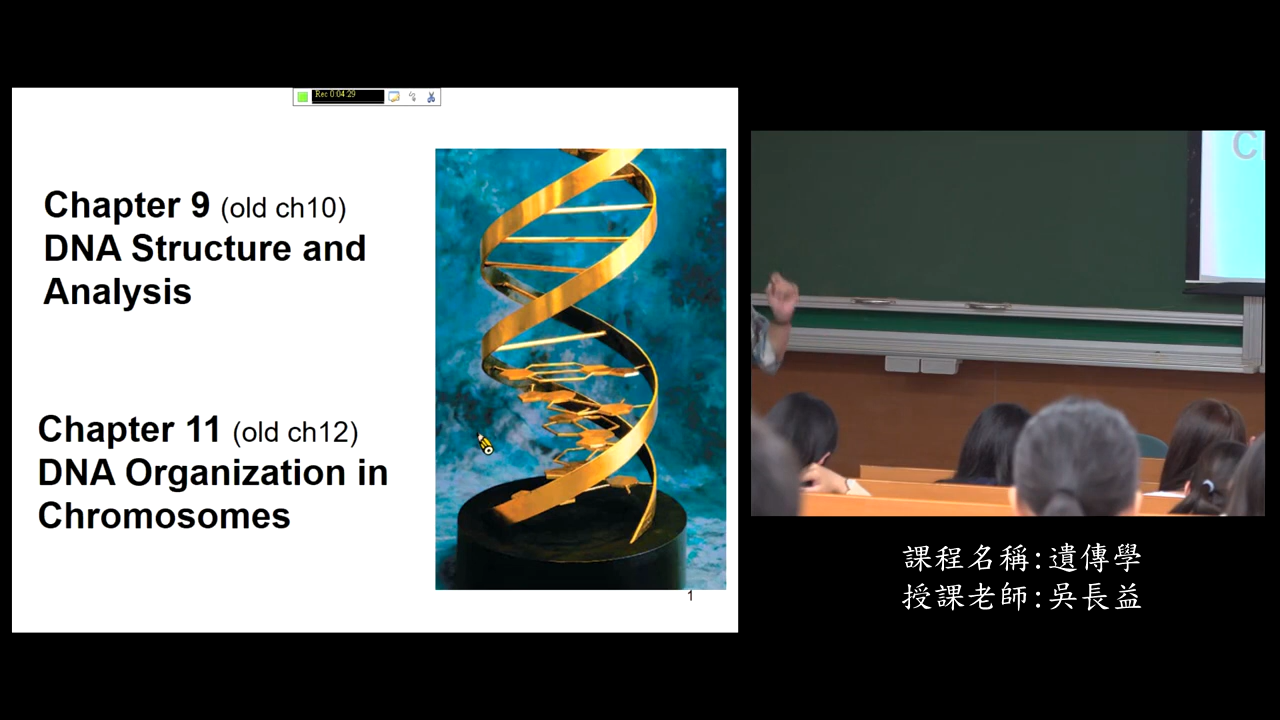 Rec 0:04:29
Chapter 9 (old ch10)
DNA Structure and
Analysis
Chapter 11 (old ch12)
DNA Organization in
Chromosomes
1
C
課程名稱:遺傳學
授課老師:吳長益